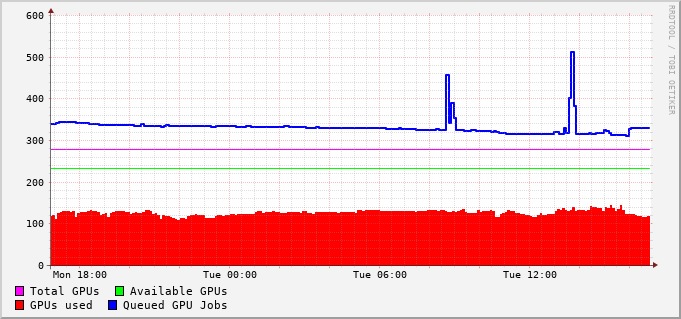 600
500
400
300
200
100
0
Mon 18:00 Tue 00:00 Tue 06:00 Tue 12:00
Total GPUs Available GPUs
GPUs used Queued GPU Jobs
RRDTOOL / TOBI OETIKER